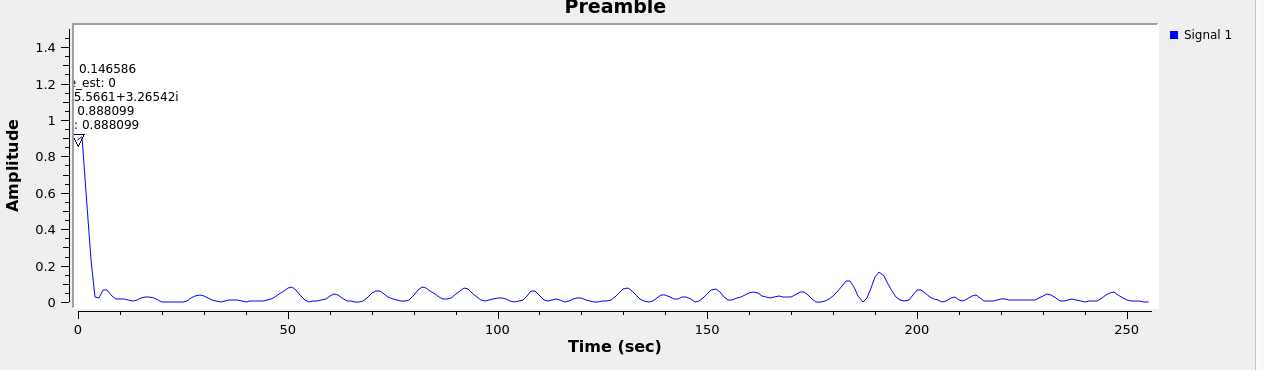 Preamble
Signal 1
1.4
1.2
1
0.8
0.6
0.4
0.2
0
Amplitude
0.146586
_est: 0
5.5661+3.26542i
0.888099
: 0.888099
0 50 100 150 200 250
Time (sec)